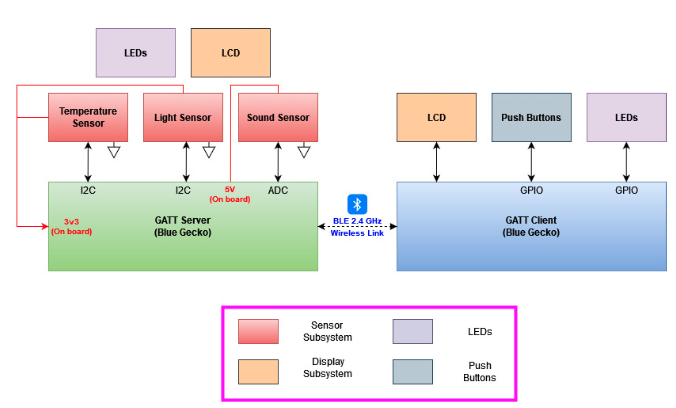 LEDs
LCD
Temperature
Sensor
Light Sensor
Sound Sensor
LCD
Push Buttons
LEDs
I2C
I2C
5V
(On board)
ADC
GPIO
GPIO
3v3
(On board)
GATT Server
(Blue Gecko)
BLE 2.4 GHz
Wireless Link
GATT Client
(Blue Gecko)
Sensor
Subsystem
LEDs
Display
Subsystem
Push
Buttons